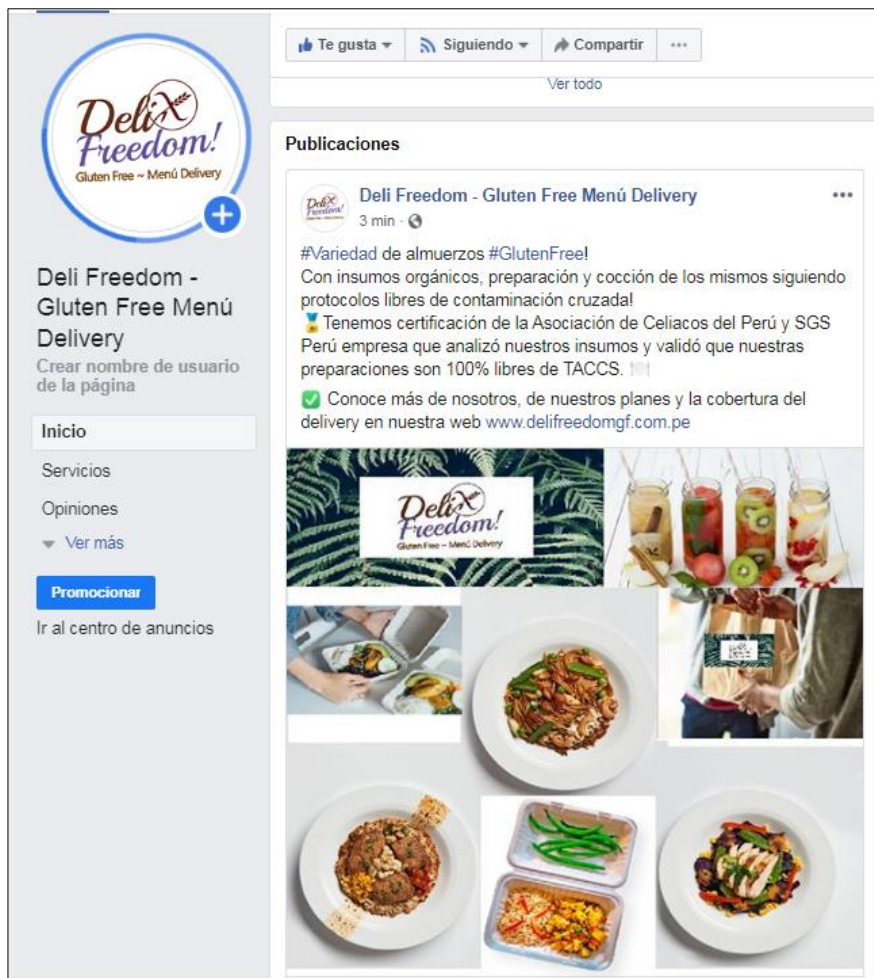 Te gusta
Siguiendo
Compartir
Ver todo
Deli
Freedom!
Gluten Free ~ Menú Delivery
Deli Freedom -
Gluten Free Menú
Delivery
Crear nombre de usuario
de la página
Inicio
Servicios
Opiniones
Ver más
Promocionar
Ir al centro de anuncios
Publicaciones
Deli Freedom!
Deli Freedom - Gluten Free Menú Delivery
3 min ·
#Variedad de almuerzos #GlutenFree!
Con insumos orgánicos, preparación y cocción de los mismos siguiendo
protocolos libres de contaminación cruzada!
Tenemos certificación de la Asociación de Celiacos del Perú y SGS
Perú empresa que analizó nuestros insumos y validó que nuestras
preparaciones son 100% libres de TACCS.
Conoce más de nosotros, de nuestros planes y la cobertura del
delivery en nuestra web www.delifreedomgf.com.pe
Deli
Freedom!
Gluten Free ~ Menú Delivery